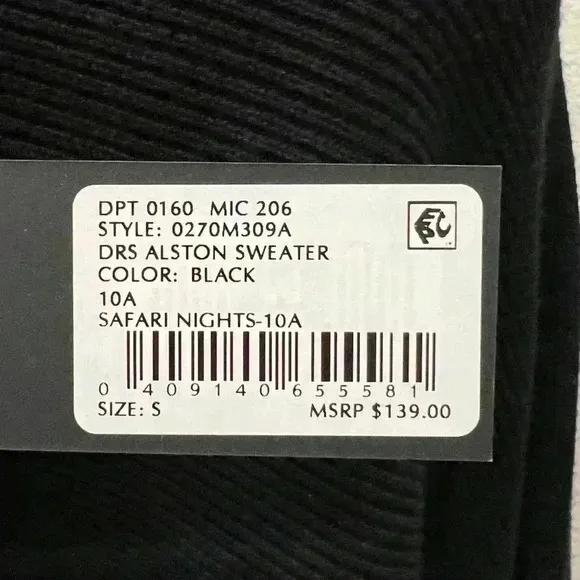 DPT 0160 MIC 206
STYLE: 0270M309A
DRS ALSTON SWEATER
COLOR: BLACK
10A
SAFARI NIGHTS-10A
0 409140 655581
SIZE: S MSRP $139.00